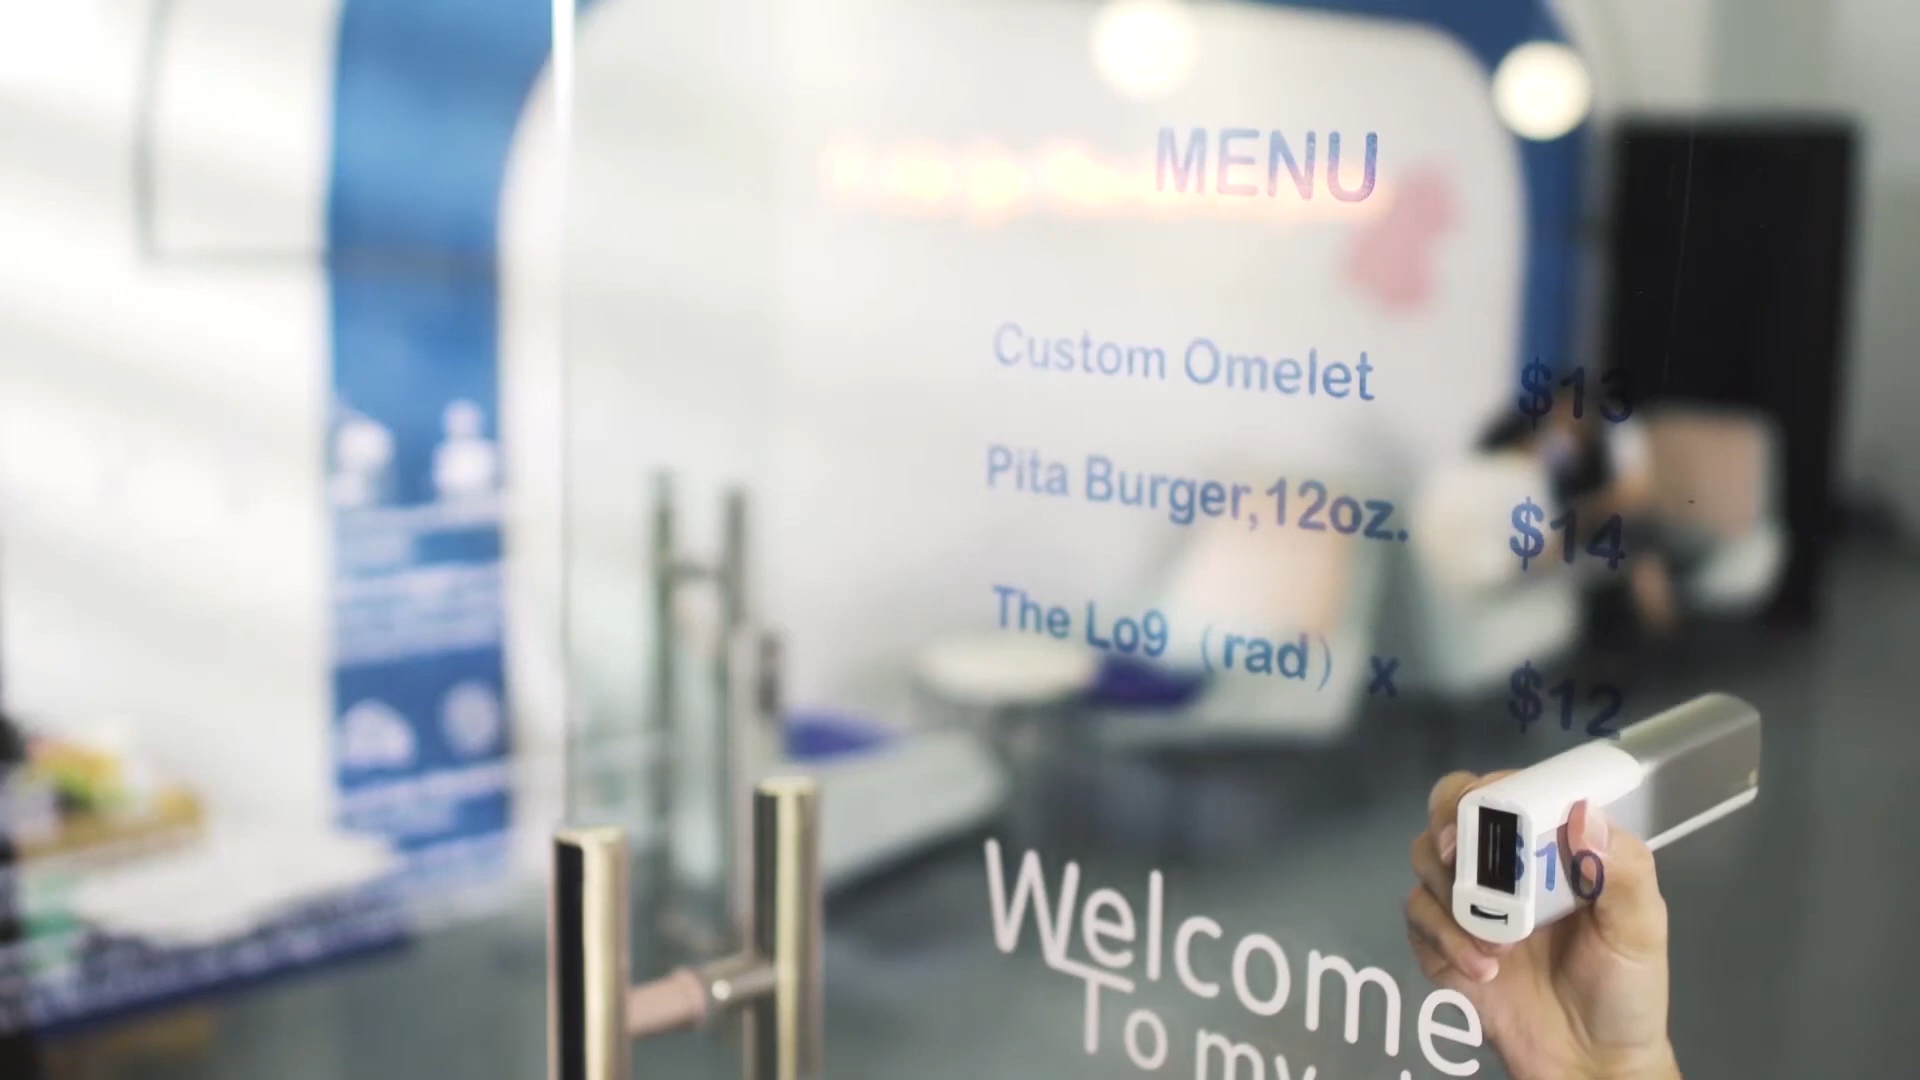 MENU
Custom Omelet $13
Pita Burger,12oz. $14
The Lo9 (rad) x $12
$10
Welcome
To my